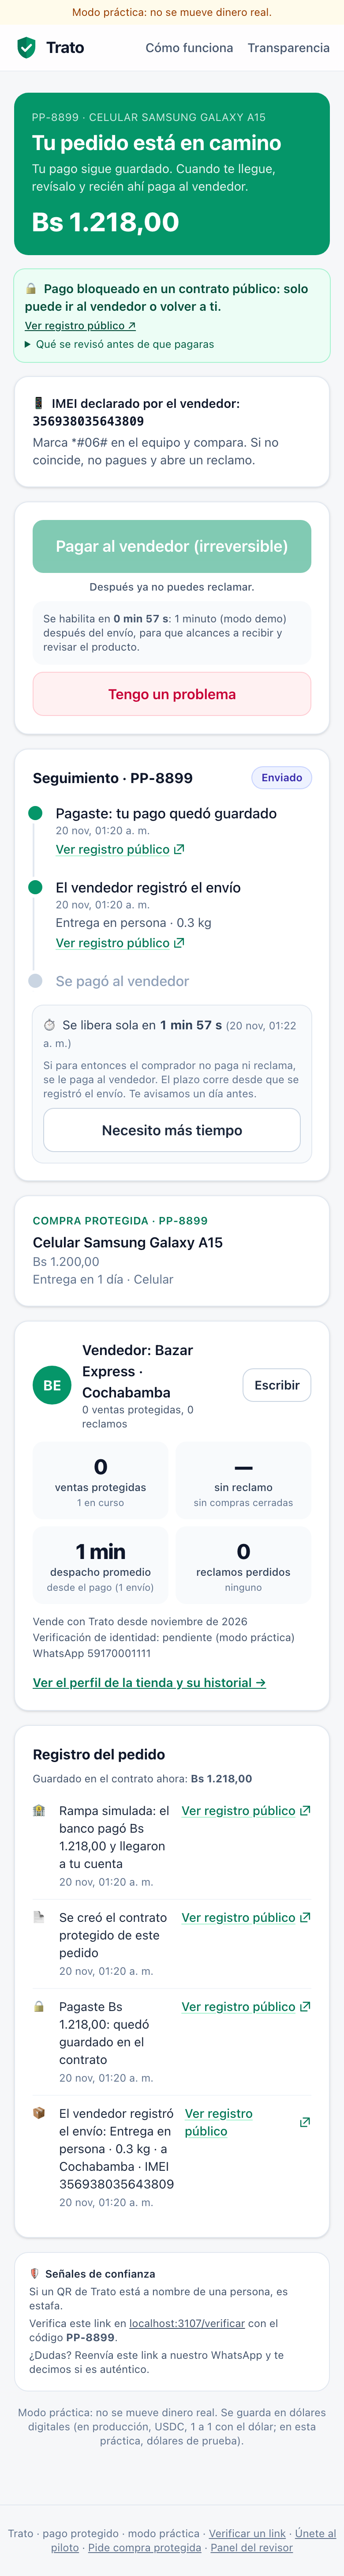 Modo práctica: no se mueve dinero real.
Trato
Cómo funciona
Transparencia
PP-8899 · CELULAR SAMSUNG GALAXY A15
Tu pedido está en camino
Tu pago sigue guardado. Cuando te llegue,
revísalo y recién ahí paga al vendedor.
Bs 1.218,00
Pago bloqueado en un contrato público: solo
puede ir al vendedor o volver a ti.
Ver registro público ↗
▶ Qué se revisó antes de que pagaras
IMEI declarado por el vendedor:
356938035643809
Marca *#06# en el equipo y compara. Si no
coincide, no pagues y abre un reclamo.
Pagar al vendedor (irreversible)
Después ya no puedes reclamar.
Se habilita en 0 min 57 s: 1 minuto (modo demo)
después del envío, para que alcances a recibir y
revisar el producto.
Tengo un problema
Seguimiento · PP-8899
Enviado
Pagaste: tu pago quedó guardado
20 nov, 01:20 a. m.
Ver registro público
El vendedor registró el envío
20 nov, 01:20 a. m.
Entrega en persona · 0.3 kg
Ver registro público
Se pagó al vendedor
Se libera sola en 1 min 57 s (20 nov, 01:22
a. m.)
Si para entonces el comprador no paga ni reclama,
se le paga al vendedor. El plazo corre desde que se
registró el envío. Te avisamos un día antes.
Necesito más tiempo
COMPRA PROTEGIDA · PP-8899
Celular Samsung Galaxy A15
Bs 1.200,00
Entrega en 1 día · Celular
BE
Vendedor: Bazar
Express ·
Cochabamba
0 ventas protegidas, 0
reclamos
Escribir
0
ventas protegidas
1 en curso
—
sin reclamo
sin compras cerradas
1 min
despacho promedio
desde el pago (1 envío)
0
reclamos perdidos
ninguno
Vende con Trato desde noviembre de 2026
Verificación de identidad: pendiente (modo práctica)
WhatsApp 59170001111
Ver el perfil de la tienda y su historial →
Registro del pedido
Guardado en el contrato ahora: Bs 1.218,00
Rampa simulada: el
banco pagó Bs
1.218,00 y llegaron
a tu cuenta
20 nov, 01:20 a. m.
Ver registro público
Se creó el contrato
protegido de este
pedido
20 nov, 01:20 a. m.
Ver registro público
Pagaste Bs
1.218,00: quedó
guardado en el
contrato
20 nov, 01:20 a. m.
Ver registro público
El vendedor registró
el envío: Entrega en
persona · 0.3 kg · a
Cochabamba · IMEI
356938035643809
20 nov, 01:20 a. m.
Ver registro
público
Señales de confianza
Si un QR de Trato está a nombre de una persona, es
estafa.
Verifica este link en localhost:3107/verificar con el
código PP-8899.
¿Dudas? Reenvía este link a nuestro WhatsApp y te
decimos si es auténtico.
Modo práctica: no se mueve dinero real. Se guarda en dólares
digitales (en producción, USDC, 1 a 1 con el dólar; en esta
práctica, dólares de prueba).
Trato · pago protegido · modo práctica · Verificar un link · Únete al
piloto · Pide compra protegida · Panel del revisor